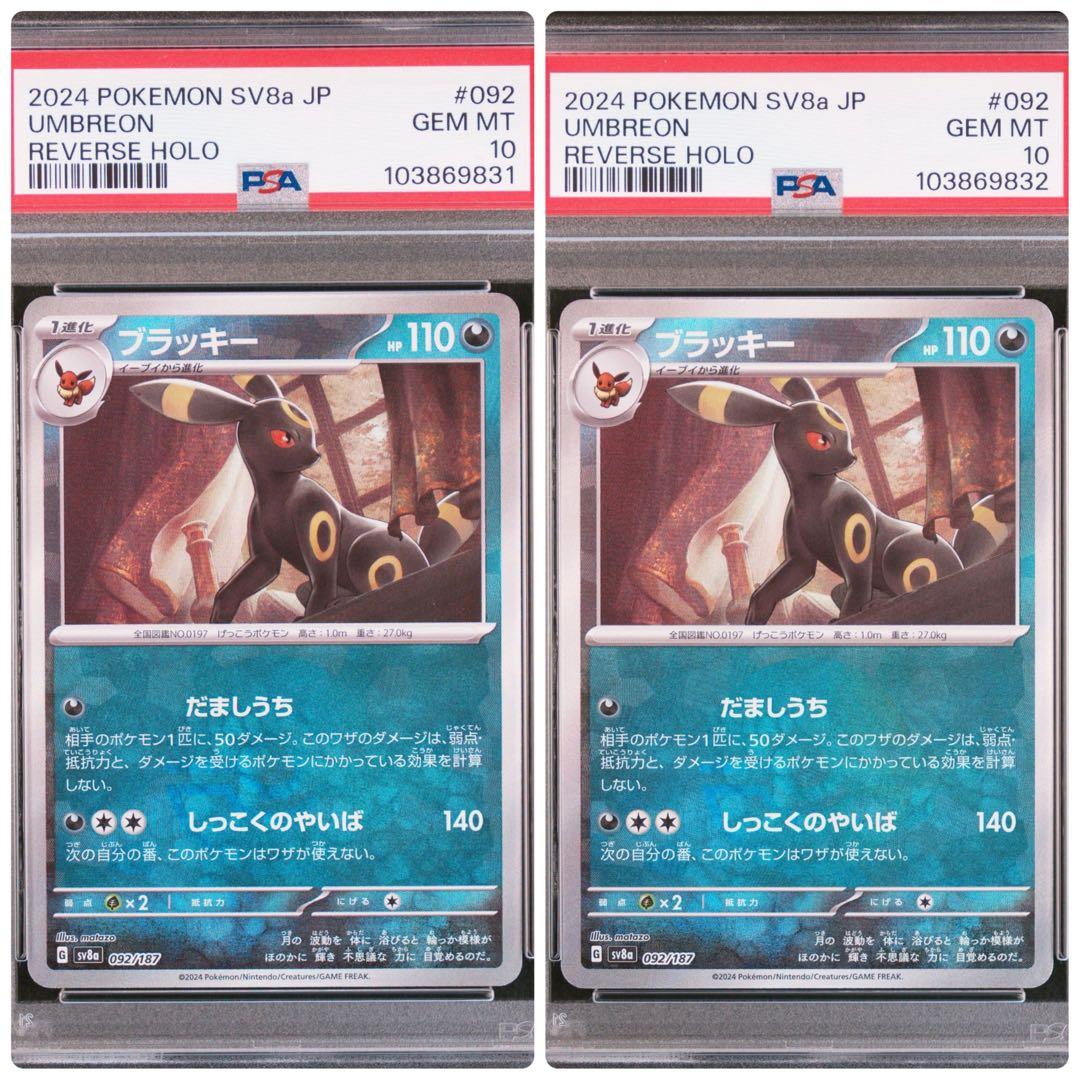 2024 POKEMON SV8a JP #092
UMBREON GEM MT
REVERSE HOLO 10
PSA 103869831
1進化 ブラッキー HP 110
イーブイから進化
全国図鑑NO.0197 げっこうポケモン 高さ:1.0m 重さ:27.0kg
だましうち
相手のポケモン1匹に、50ダメージ。このワザのダメージは、弱点・
抵抗力と、ダメージを受けるポケモンにかかっている効果を計算
しない。
しっこくのやいば 140
次の自分の番、このポケモンはワザが使えない。
弱点 ×2 抵抗力 にげる
Illus. matazo
月の 波動を 体に 浴びると 輪っか模様が
ほのかに 輝き 不思議な 力に 目覚めるのだ。
G sv8a 092/187
©2024 Pokémon/Nintendo/Creatures/GAME FREAK.
2024 POKEMON SV8a JP #092
UMBREON GEM MT
REVERSE HOLO 10
PSA 103869832
1進化 ブラッキー HP 110
イーブイから進化
全国図鑑NO.0197 げっこうポケモン 高さ:1.0m 重さ:27.0kg
だましうち
相手のポケモン1匹に、50ダメージ。このワザのダメージは、弱点・
抵抗力と、ダメージを受けるポケモンにかかっている効果を計算
しない。
しっこくのやいば 140
次の自分の番、このポケモンはワザが使えない。
弱点 ×2 抵抗力 にげる
Illus. matazo
月の 波動を 体に 浴びると 輪っか模様が
ほのかに 輝き 不思議な 力に 目覚めるのだ。
G sv8a 092/187
©2024 Pokémon/Nintendo/Creatures/GAME FREAK.